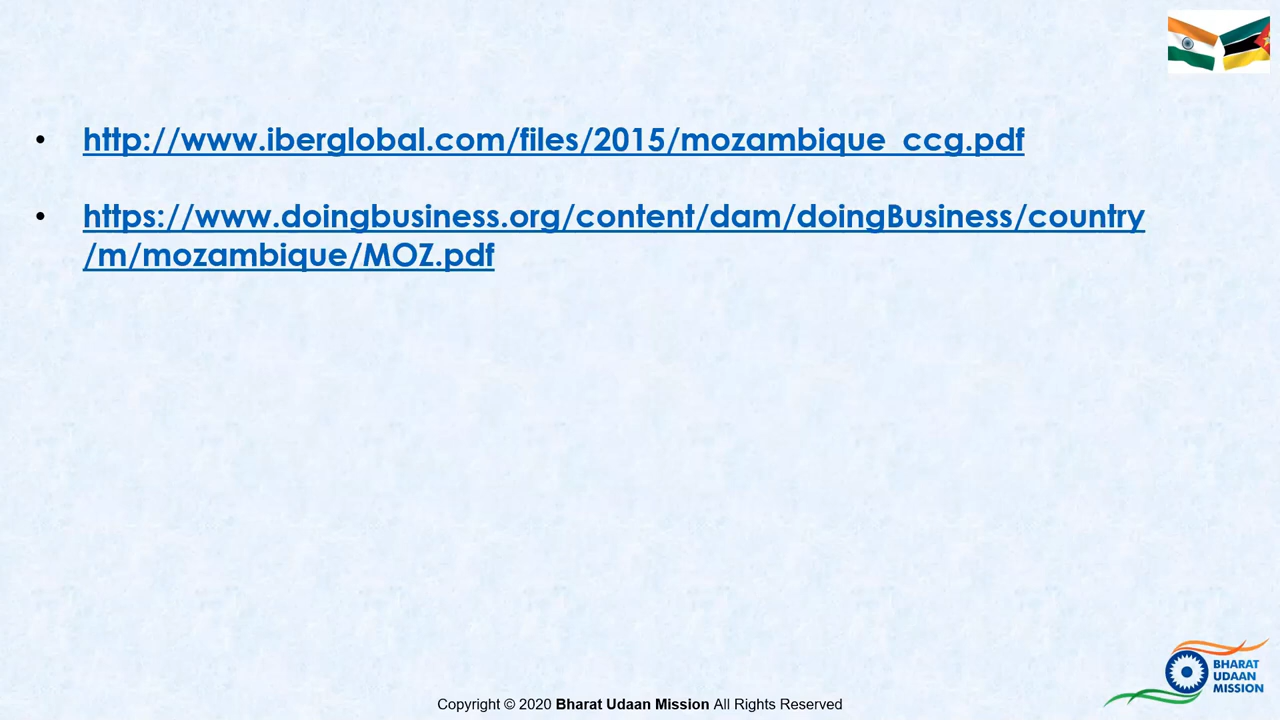 • http://www.iberglobal.com/files/2015/mozambique_ccg.pdf
• https://www.doingbusiness.org/content/dam/doingBusiness/country
/m/mozambique/MOZ.pdf
BHARAT
UDAAN
MISSION
Copyright © 2020 Bharat Udaan Mission All Rights Reserved